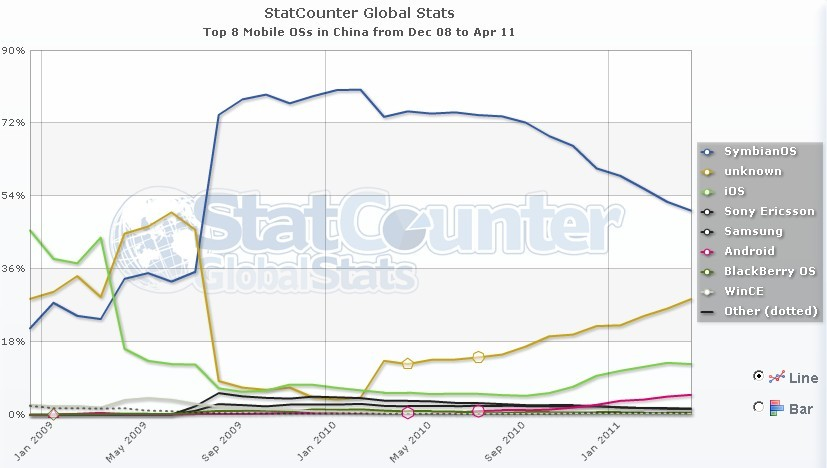 StatCounter Global Stats
Top 8 Mobile OSs in China from Dec 08 to Apr 11
90%
72%
54%
36%
18%
0%
StatCounter
GlobalStats
SymbianOS
unknown
iOS
Sony Ericsson
Samsung
Android
BlackBerry OS
WinCE
Other (dotted)
Line
Bar
Jan 2009
May 2009
Sep 2009
Jan 2010
May 2010
Sep 2010
Jan 2011